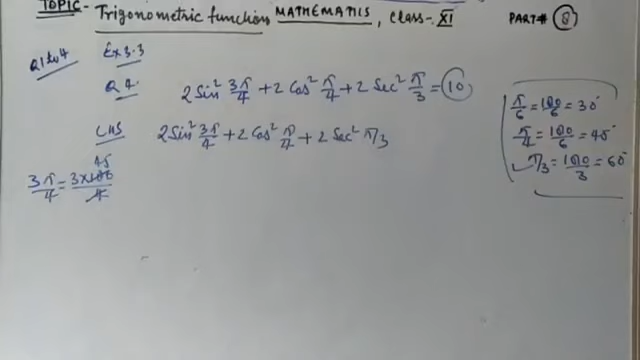 TOPIC - Trigonometric function MATHEMATICS, Class-XI PART# 8
Q1 to 4 Ex 3.3
Q 4. 2 Sin² 3π/4 + 2 Cos² π/4 + 2 Sec² π/3 = 10
LHS 2 Sin² 3π/4 + 2 Cos² π/4 + 2 Sec² π/3
3π/4 = 3×180/4
45
π/6 = 180/6 = 30°
π/4 = 180/6 = 45°
π/3 = 180/3 = 60°